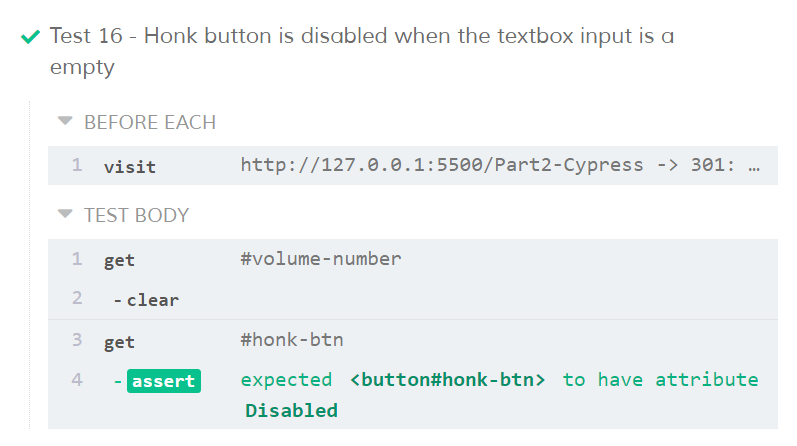 Test 16 - Honk button is disabled when the textbox input is a
empty
BEFORE EACH
1 visit http://127.0.0.1:5500/Part2-Cypress -> 301: …
TEST BODY
1 get #volume-number
2 -clear
3 get #honk-btn
4 -assert expected <button#honk-btn> to have attribute
Disabled